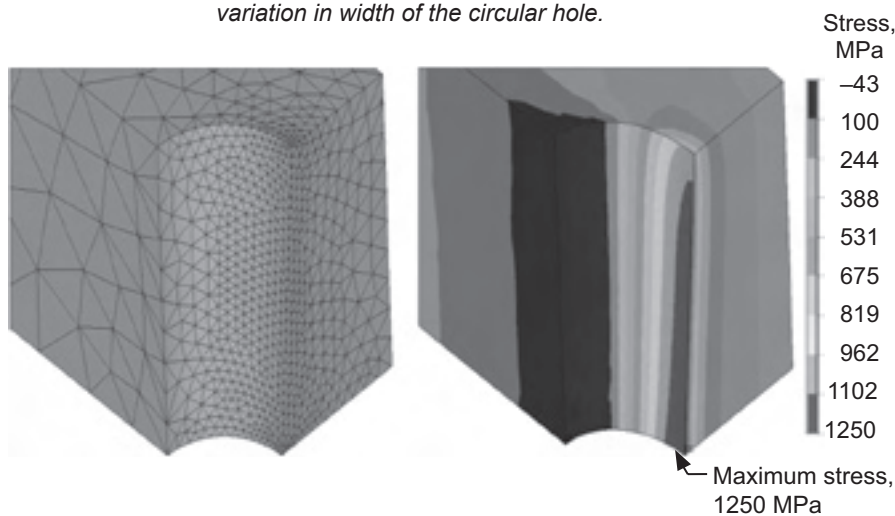 variation in width of the circular hole.
Stress,
MPa
–43
100
244
388
531
675
819
962
1102
1250
Maximum stress,
1250 MPa